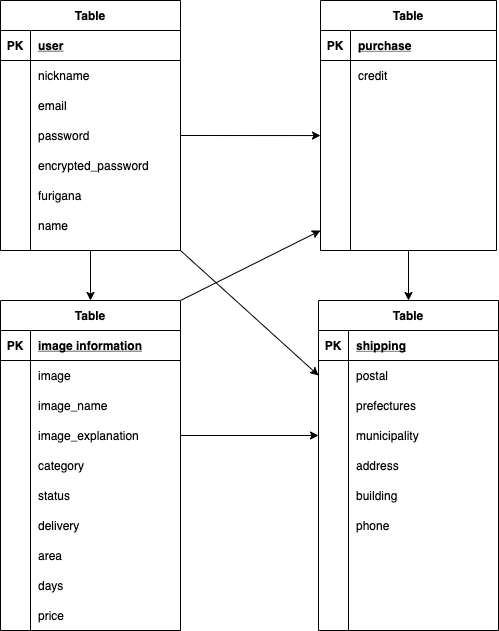 Table
PK user
nickname
email
password
encrypted_password
furigana
name
Table
PK purchase
credit
Table
PK image information
image
image_name
image_explanation
category
status
delivery
area
days
price
Table
PK shipping
postal
prefectures
municipality
address
building
phone